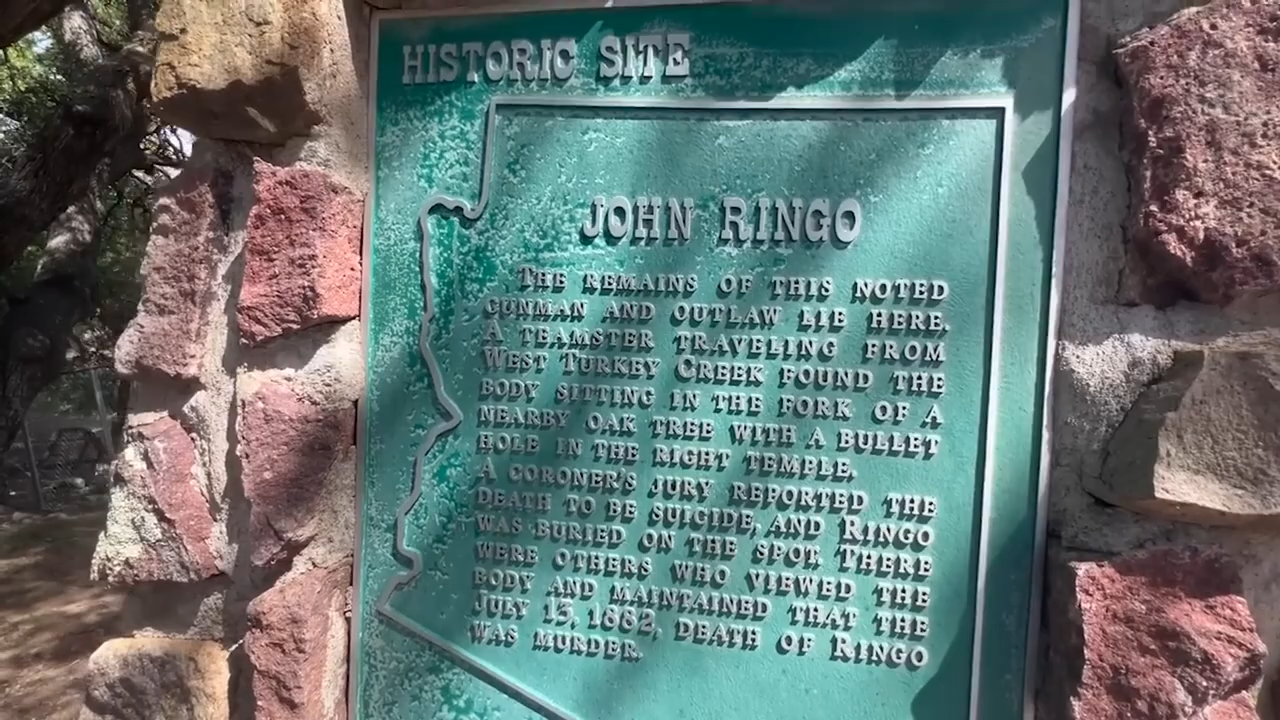 HISTORIC SITE
JOHN RINGO
THE REMAINS OF THIS NOTED
GUNMAN AND OUTLAW LIE HERE.
A TEAMSTER TRAVELING FROM
WEST TURKEY CREEK FOUND THE
BODY SITTING IN THE FORK OF A
NEARBY OAK TREE WITH A BULLET
HOLE IN THE RIGHT TEMPLE.
A CORONER'S JURY REPORTED THE
DEATH TO BE SUICIDE, AND RINGO
WAS BURIED ON THE SPOT. THERE
WERE OTHERS WHO VIEWED THE
BODY AND MAINTAINED THAT THE
JULY 13, 1882, DEATH OF RINGO
WAS MURDER.